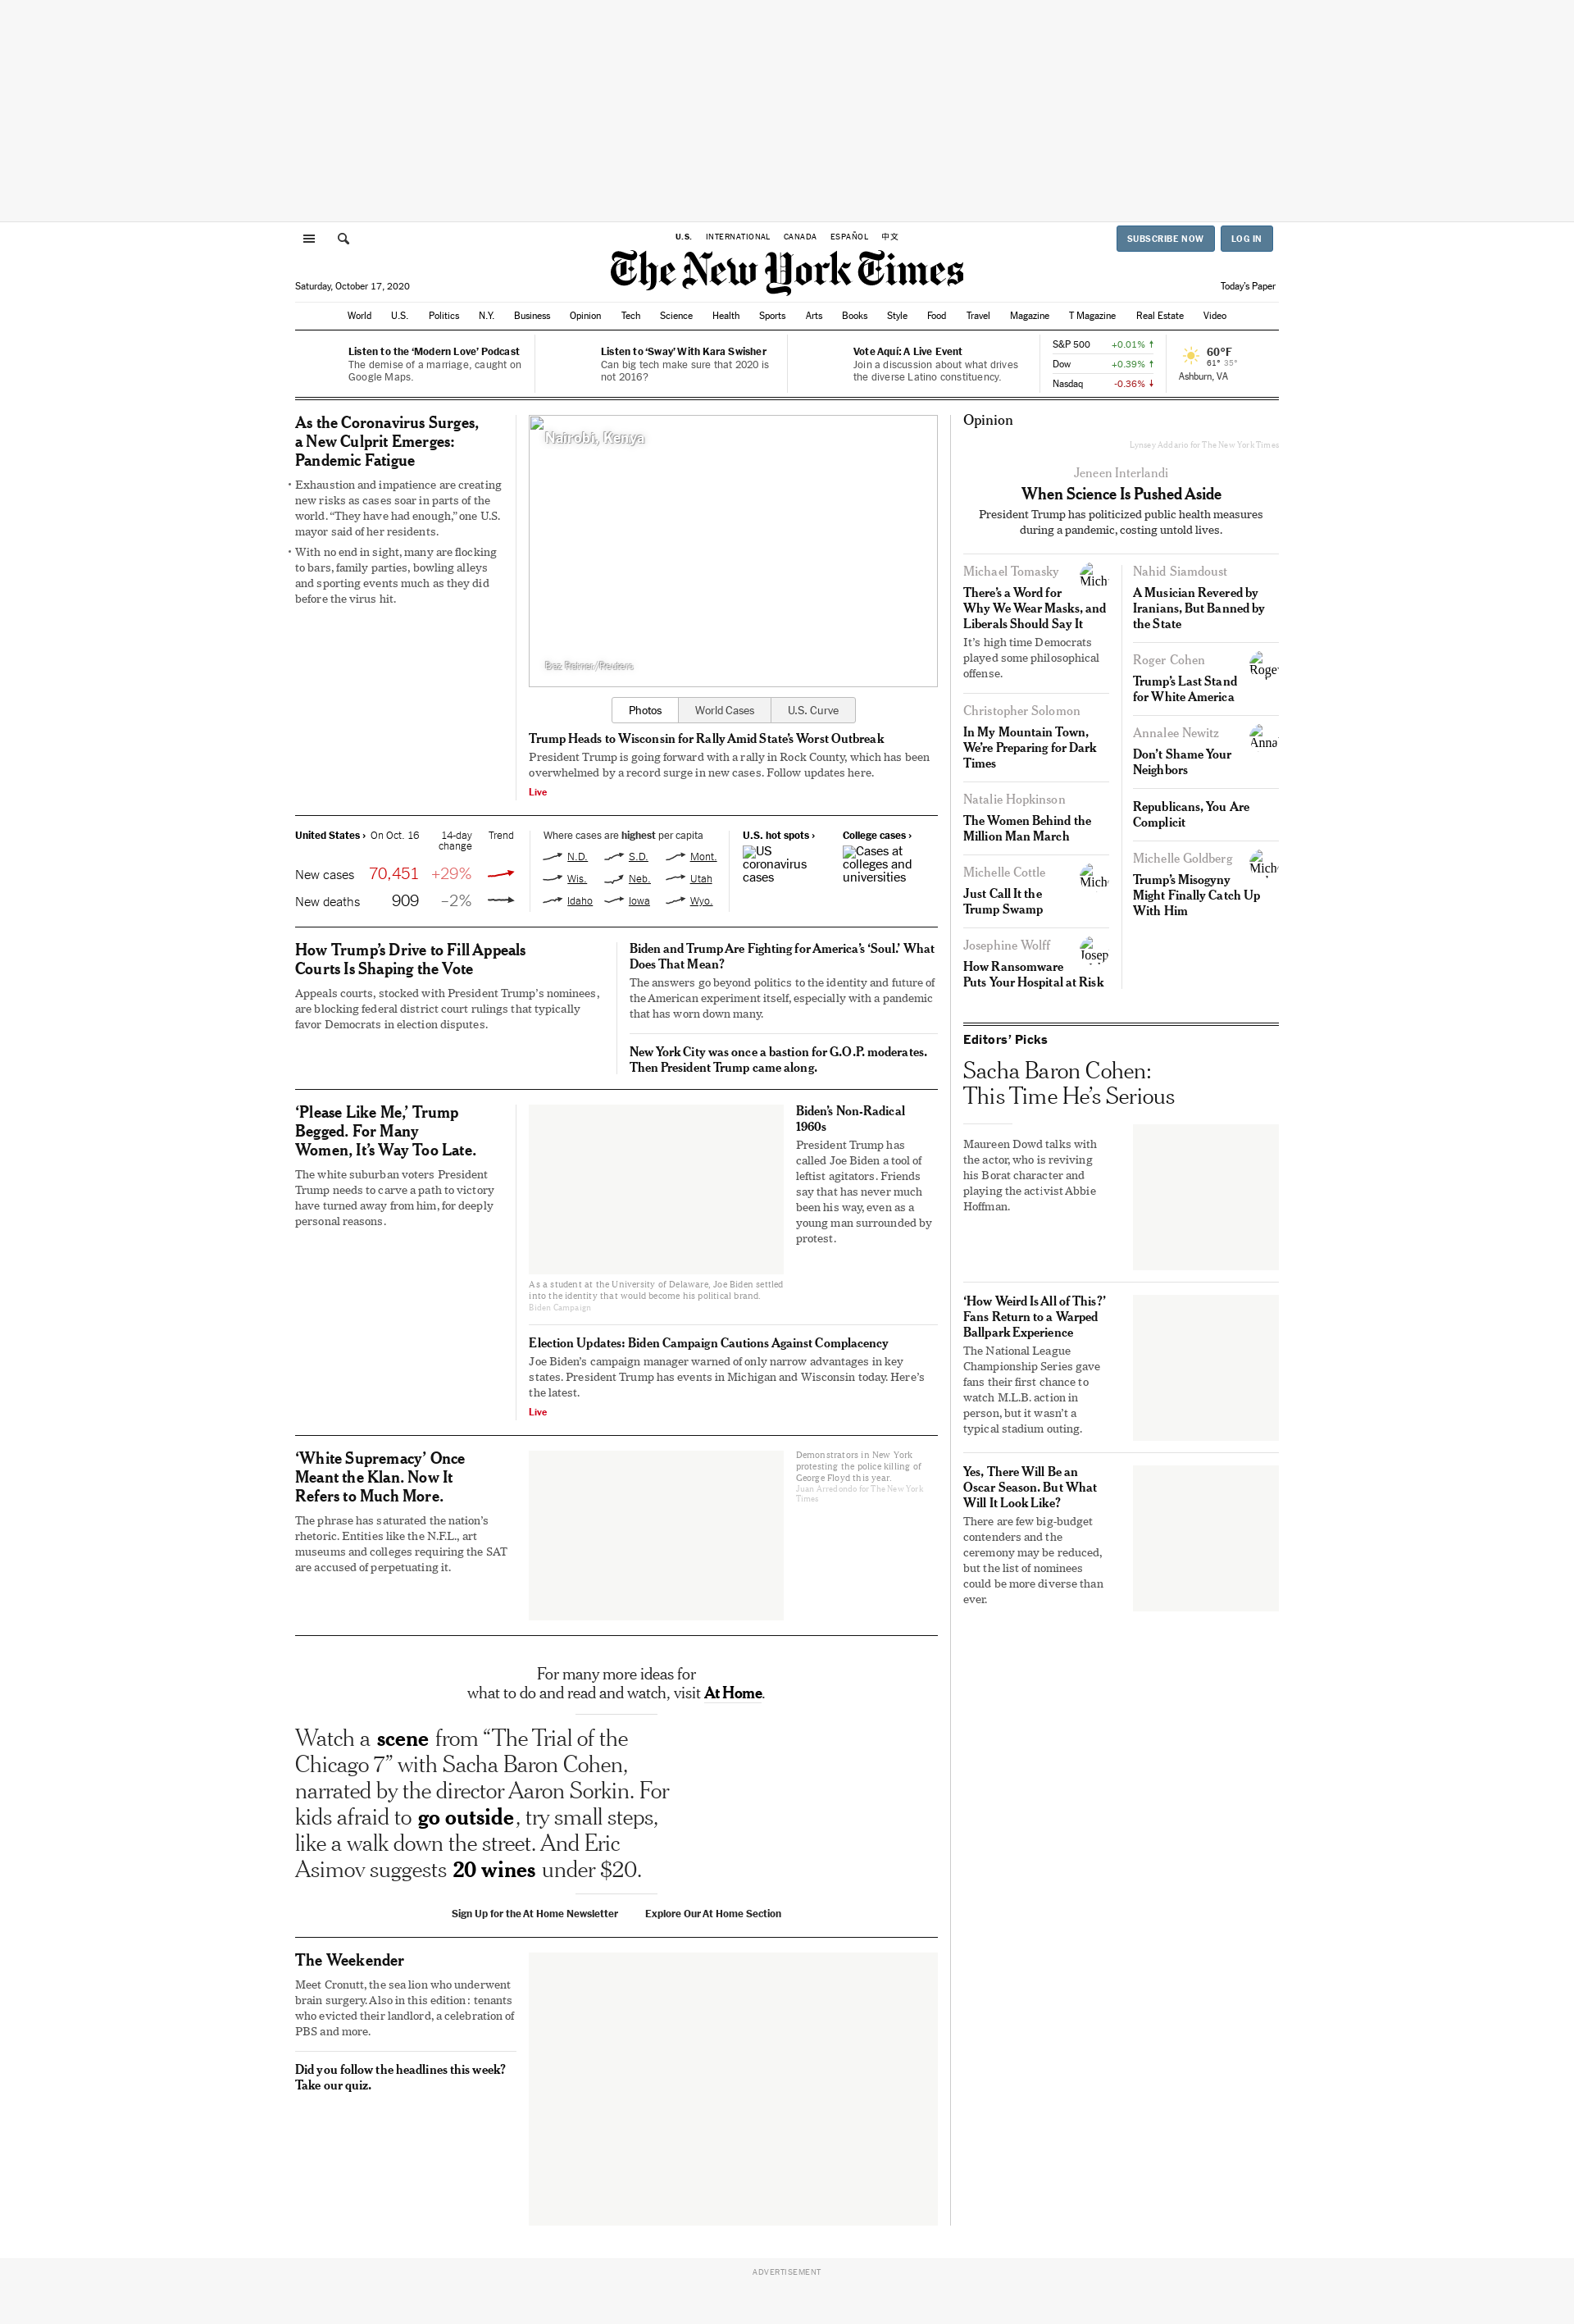 U.S. INTERNATIONAL CANADA ESPAÑOL 中文
SUBSCRIBE NOW LOG IN
The New York Times
Saturday, October 17, 2020
Today's Paper
World U.S. Politics N.Y. Business Opinion Tech Science Health Sports Arts Books Style Food Travel Magazine T Magazine Real Estate Video
Listen to the ‘Modern Love’ Podcast
The demise of a marriage, caught on
Google Maps.
Listen to ‘Sway’ With Kara Swisher
Can big tech make sure that 2020 is
not 2016?
Vote Aquí: A Live Event
Join a discussion about what drives
the diverse Latino constituency.
S&P 500 +0.01% ↑
Dow +0.39% ↑
Nasdaq -0.36% ↓
60°F
61° 35°
Ashburn, VA
As the Coronavirus Surges,
a New Culprit Emerges:
Pandemic Fatigue
• Exhaustion and impatience are creating
new risks as cases soar in parts of the
world. “They have had enough,” one U.S.
mayor said of her residents.
• With no end in sight, many are flocking
to bars, family parties, bowling alleys
and sporting events much as they did
before the virus hit.
Nairobi, Kenya
Baz Ratner/Reuters
Photos World Cases U.S. Curve
Trump Heads to Wisconsin for Rally Amid State’s Worst Outbreak
President Trump is going forward with a rally in Rock County, which has been
overwhelmed by a record surge in new cases. Follow updates here.
Live
United States › On Oct. 16 14-day
change Trend
New cases 70,451 +29%
New deaths 909 –2%
Where cases are highest per capita
N.D. S.D. Mont.
Wis. Neb. Utah
Idaho Iowa Wyo.
U.S. hot spots ›
US
coronavirus
cases
College cases ›
Cases at
colleges and
universities
How Trump’s Drive to Fill Appeals
Courts Is Shaping the Vote
Appeals courts, stocked with President Trump’s nominees,
are blocking federal district court rulings that typically
favor Democrats in election disputes.
Biden and Trump Are Fighting for America’s ‘Soul.’ What
Does That Mean?
The answers go beyond politics to the identity and future of
the American experiment itself, especially with a pandemic
that has worn down many.
New York City was once a bastion for G.O.P. moderates.
Then President Trump came along.
‘Please Like Me,’ Trump
Begged. For Many
Women, It’s Way Too Late.
The white suburban voters President
Trump needs to carve a path to victory
have turned away from him, for deeply
personal reasons.
As a student at the University of Delaware, Joe Biden settled
into the identity that would become his political brand.
Biden Campaign
Biden’s Non-Radical
1960s
President Trump has
called Joe Biden a tool of
leftist agitators. Friends
say that has never much
been his way, even as a
young man surrounded by
protest.
Election Updates: Biden Campaign Cautions Against Complacency
Joe Biden’s campaign manager warned of only narrow advantages in key
states. President Trump has events in Michigan and Wisconsin today. Here’s
the latest.
Live
‘White Supremacy’ Once
Meant the Klan. Now It
Refers to Much More.
The phrase has saturated the nation’s
rhetoric. Entities like the N.F.L., art
museums and colleges requiring the SAT
are accused of perpetuating it.
Demonstrators in New York
protesting the police killing of
George Floyd this year.
Juan Arredondo for The New York
Times
For many more ideas for
what to do and read and watch, visit At Home.
Watch a scene from “The Trial of the
Chicago 7” with Sacha Baron Cohen,
narrated by the director Aaron Sorkin. For
kids afraid to go outside, try small steps,
like a walk down the street. And Eric
Asimov suggests 20 wines under $20.
Sign Up for the At Home Newsletter Explore Our At Home Section
The Weekender
Meet Cronutt, the sea lion who underwent
brain surgery. Also in this edition: tenants
who evicted their landlord, a celebration of
PBS and more.
Did you follow the headlines this week?
Take our quiz.
Opinion
Lynsey Addario for The New York Times
Jeneen Interlandi
When Science Is Pushed Aside
President Trump has politicized public health measures
during a pandemic, costing untold lives.
Michael Tomasky
There’s a Word for
Why We Wear Masks, and
Liberals Should Say It
It’s high time Democrats
played some philosophical
offense.
Christopher Solomon
In My Mountain Town,
We’re Preparing for Dark
Times
Natalie Hopkinson
The Women Behind the
Million Man March
Michelle Cottle
Just Call It the
Trump Swamp
Josephine Wolff
How Ransomware
Puts Your Hospital at Risk
Nahid Siamdoust
A Musician Revered by
Iranians, But Banned by
the State
Roger Cohen
Trump’s Last Stand
for White America
Annalee Newitz
Don’t Shame Your
Neighbors
Republicans, You Are
Complicit
Michelle Goldberg
Trump’s Misogyny
Might Finally Catch Up
With Him
Editors’ Picks
Sacha Baron Cohen:
This Time He’s Serious
Maureen Dowd talks with
the actor, who is reviving
his Borat character and
playing the activist Abbie
Hoffman.
‘How Weird Is All of This?’
Fans Return to a Warped
Ballpark Experience
The National League
Championship Series gave
fans their first chance to
watch M.L.B. action in
person, but it wasn’t a
typical stadium outing.
Yes, There Will Be an
Oscar Season. But What
Will It Look Like?
There are few big-budget
contenders and the
ceremony may be reduced,
but the list of nominees
could be more diverse than
ever.
ADVERTISEMENT